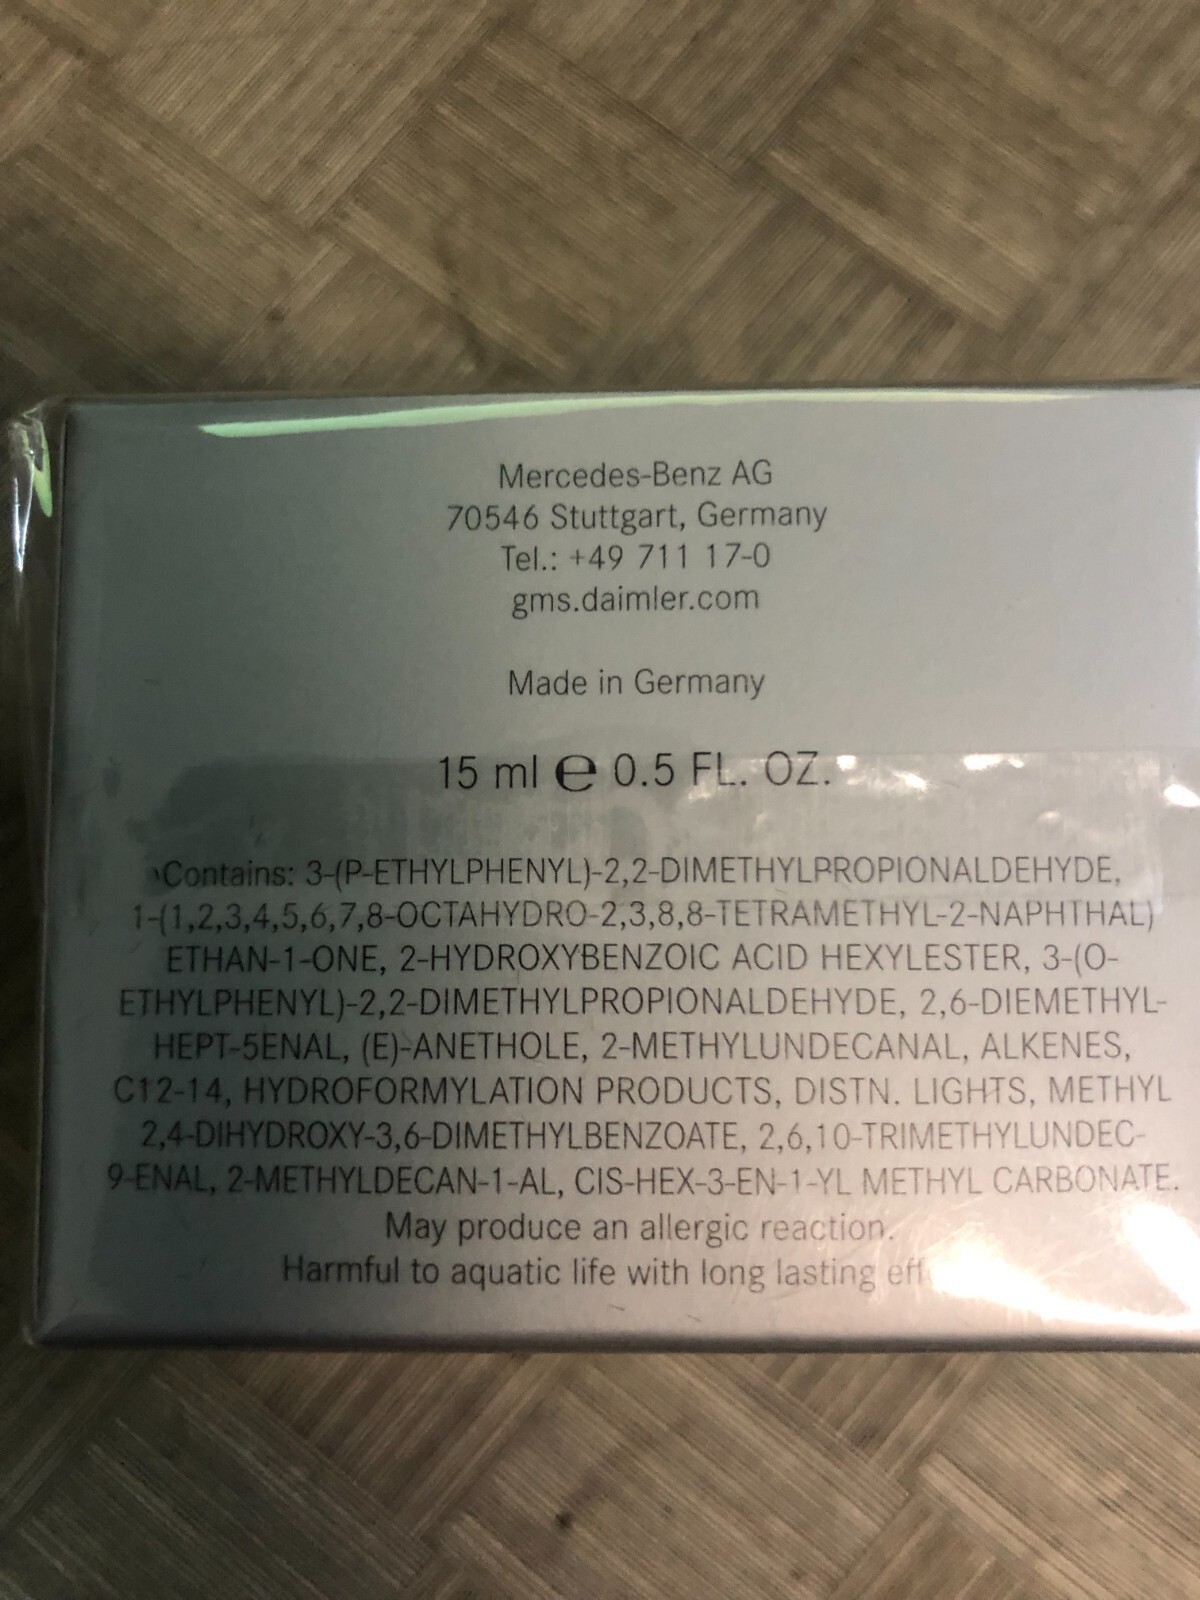 Mercedes-Benz AG
70546 Stuttgart, Germany
Tel.: +49 711 17-0
gms.daimler.com
Made in Germany
15 ml ℮ 0.5 FL. OZ.
Contains: 3-(P-ETHYLPHENYL)-2,2-DIMETHYLPROPIONALDEHYDE,
1-(1,2,3,4,5,6,7,8-OCTAHYDRO-2,3,8,8-TETRAMETHYL-2-NAPHTHAL)
ETHAN-1-ONE, 2-HYDROXYBENZOIC ACID HEXYLESTER, 3-(O-
ETHYLPHENYL)-2,2-DIMETHYLPROPIONALDEHYDE, 2,6-DIEMETHYL-
HEPT-5ENAL, (E)-ANETHOLE, 2-METHYLUNDECANAL, ALKENES,
C12-14, HYDROFORMYLATION PRODUCTS, DISTN. LIGHTS, METHYL
2,4-DIHYDROXY-3,6-DIMETHYLBENZOATE, 2,6,10-TRIMETHYLUNDEC-
9-ENAL, 2-METHYLDECAN-1-AL, CIS-HEX-3-EN-1-YL METHYL CARBONATE.
May produce an allergic reaction.
Harmful to aquatic life with long lasting